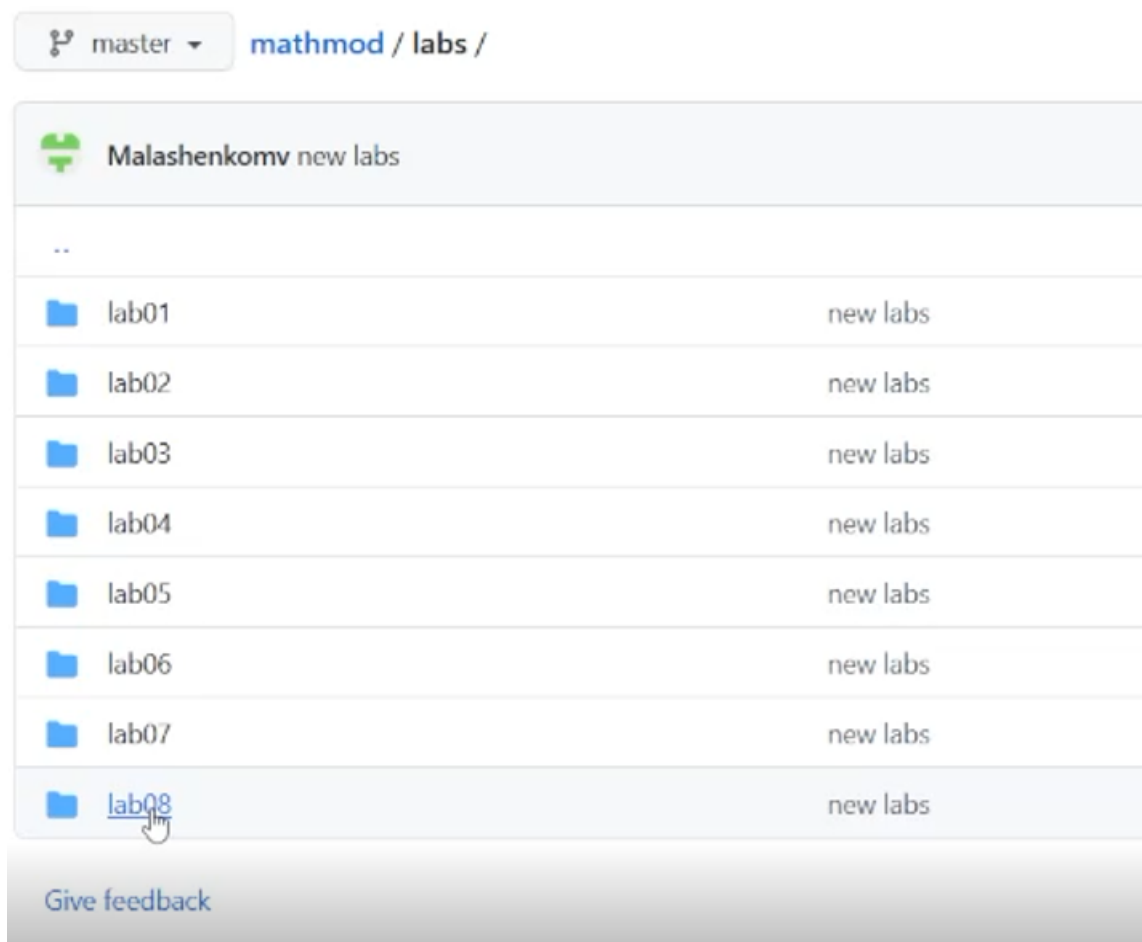 master mathmod / labs /
Malashenkomv new labs
..
lab01 new labs
lab02 new labs
lab03 new labs
lab04 new labs
lab05 new labs
lab06 new labs
lab07 new labs
lab08 new labs
Give feedback